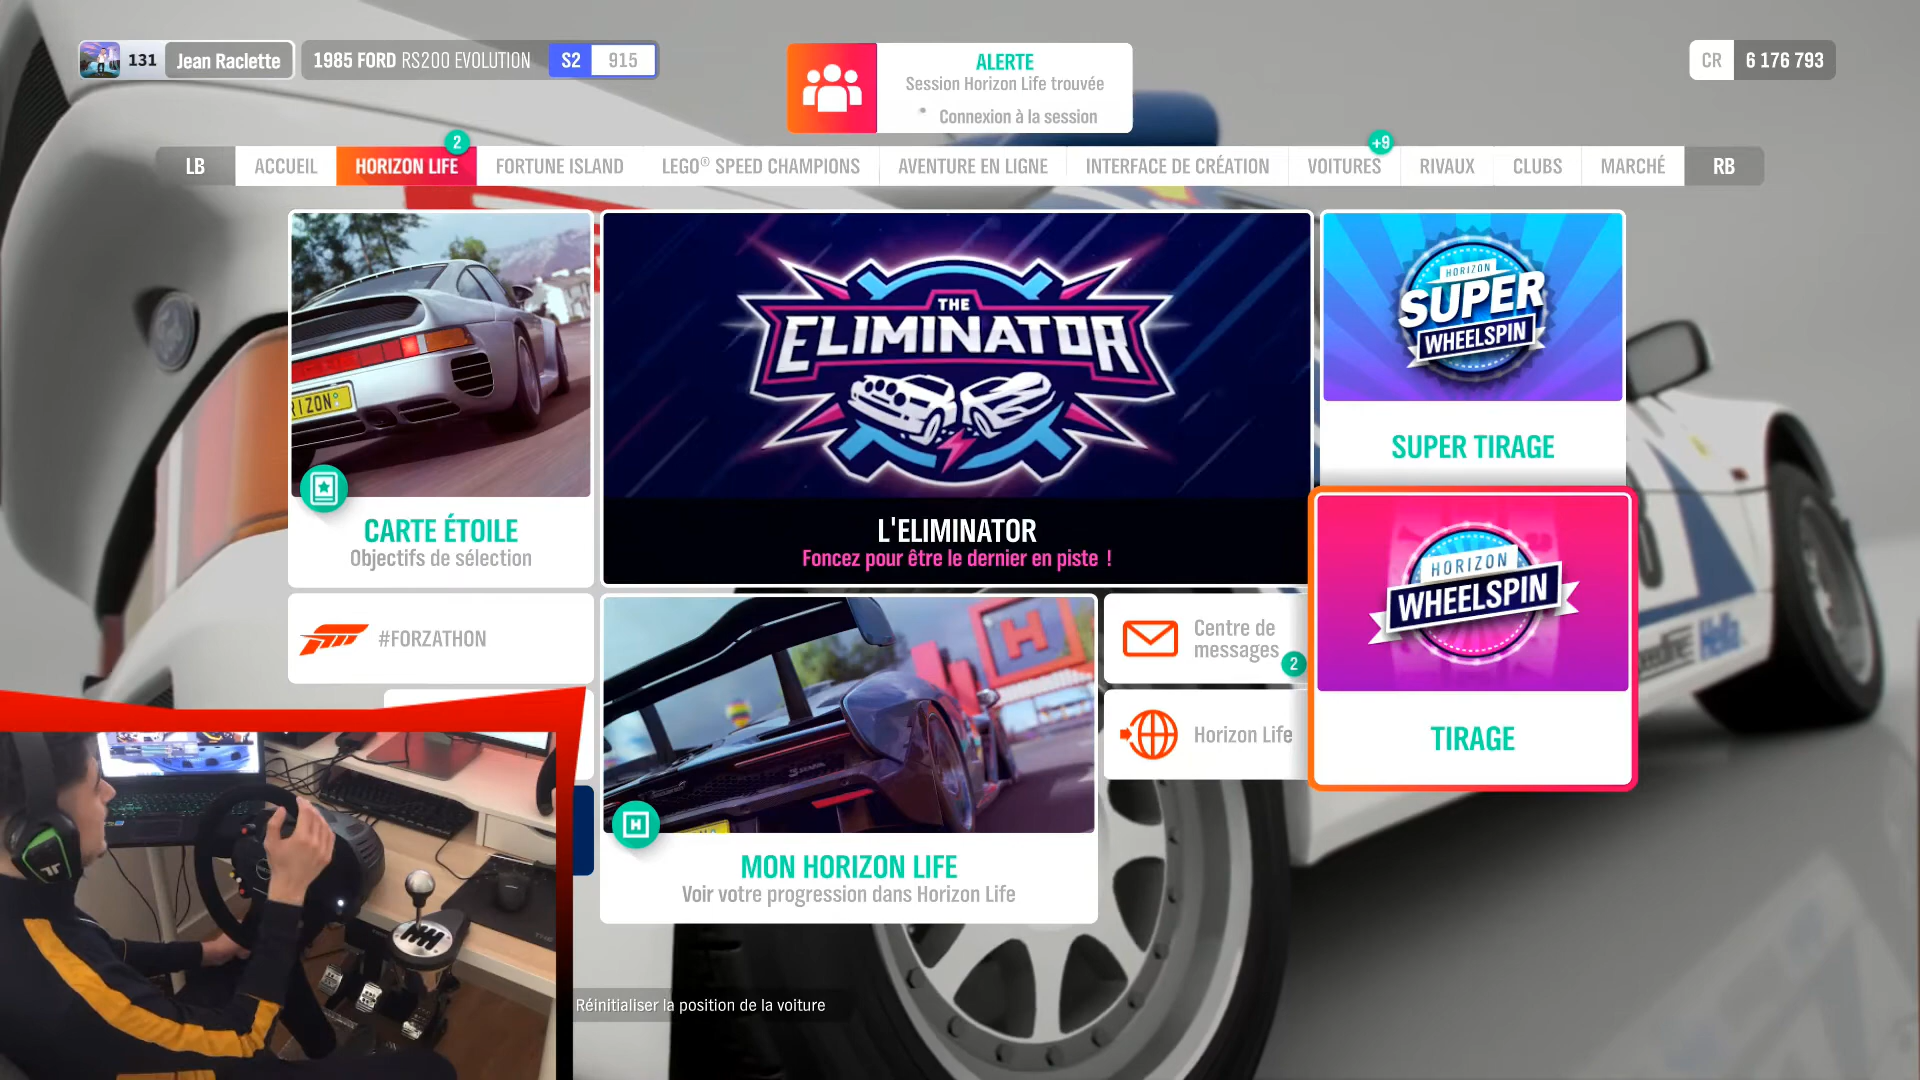 131 Jean Raclette
1985 FORD RS200 EVOLUTION S2 915
ALERTE
Session Horizon Life trouvée
Connexion à la session
CR 6 176 793
LB ACCUEIL HORIZON LIFE 2 FORTUNE ISLAND LEGO® SPEED CHAMPIONS AVENTURE EN LIGNE INTERFACE DE CRÉATION VOITURES +9 RIVAUX CLUBS MARCHÉ RB
RIZON
CARTE ÉTOILE
Objectifs de sélection
THE
ELIMINATOR
L'ELIMINATOR
Foncez pour être le dernier en piste !
HORIZON
SUPER
WHEELSPIN
SUPER TIRAGE
HORIZON
WHEELSPIN
TIRAGE
#FORZATHON
H
MON HORIZON LIFE
Voir votre progression dans Horizon Life
Centre de
messages 2
Horizon Life
Hella
Réinitialiser la position de la voiture